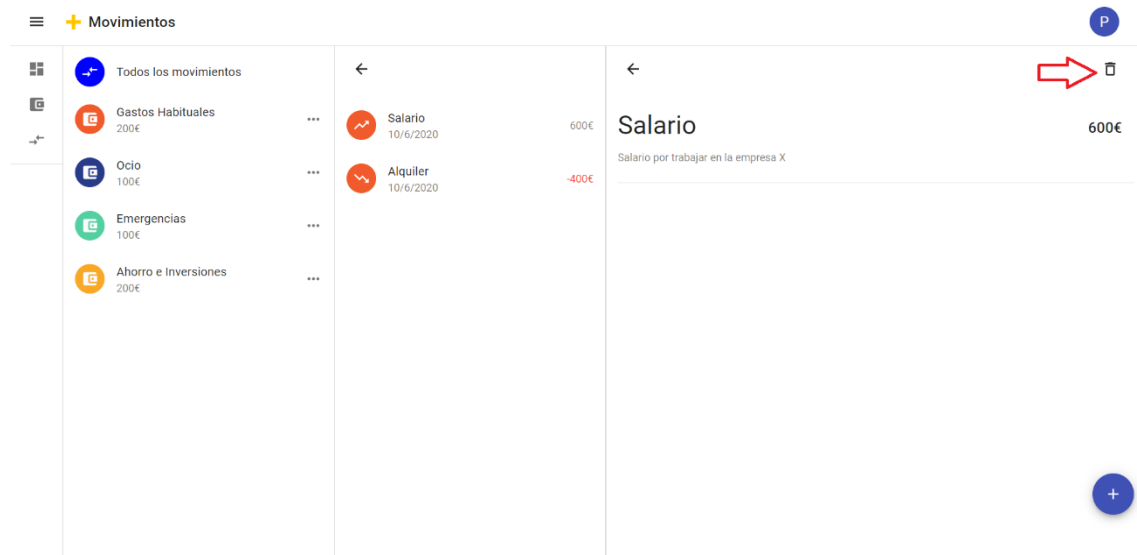 Movimientos
P
Todos los movimientos
Gastos Habituales
200€
Ocio
100€
Emergencias
100€
Ahorro e Inversiones
200€
Salario
10/6/2020
600€
Alquiler
10/6/2020
-400€
Salario
600€
Salario por trabajar en la empresa X